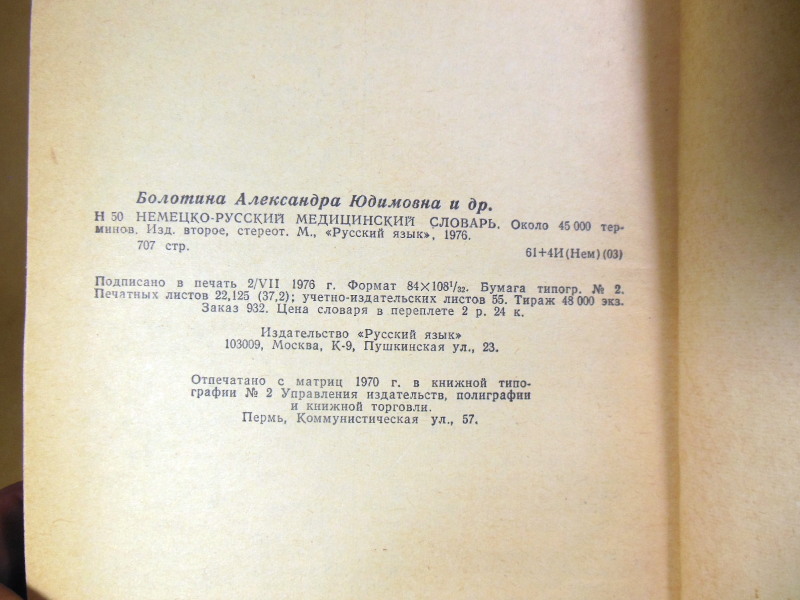 Болотина Александра Юдимовна и др.
Н 50 НЕМЕЦКО-РУССКИЙ МЕДИЦИНСКИЙ СЛОВАРЬ. Около 45 000 тер-
минов. Изд. второе, стереот. М., «Русский язык», 1976.
707 стр.
61+4И(Нем)(03)
Подписано в печать 2/VII 1976 г. Формат 84×108¹/₃₂. Бумага типогр. № 2.
Печатных листов 22,125 (37,2); учетно-издательских листов 55. Тираж 48 000 экз.
Заказ 932. Цена словаря в переплете 2 р. 24 к.
Издательство «Русский язык»
103009, Москва, К-9, Пушкинская ул., 23.
Отпечатано с матриц 1970 г. в книжной типо-
графии № 2 Управления издательств, полиграфии
и книжной торговли.
Пермь, Коммунистическая ул., 57.